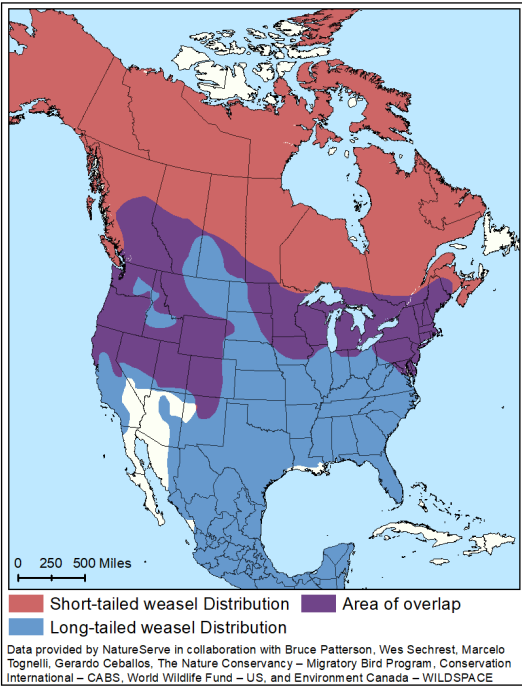 0 250 500 Miles
Short-tailed weasel Distribution Area of overlap
Long-tailed weasel Distribution
Data provided by NatureServe in collaboration with Bruce Patterson, Wes Sechrest, Marcelo
Tognelli, Gerardo Ceballos, The Nature Conservancy – Migratory Bird Program, Conservation
International – CABS, World Wildlife Fund – US, and Environment Canada – WILDSPACE